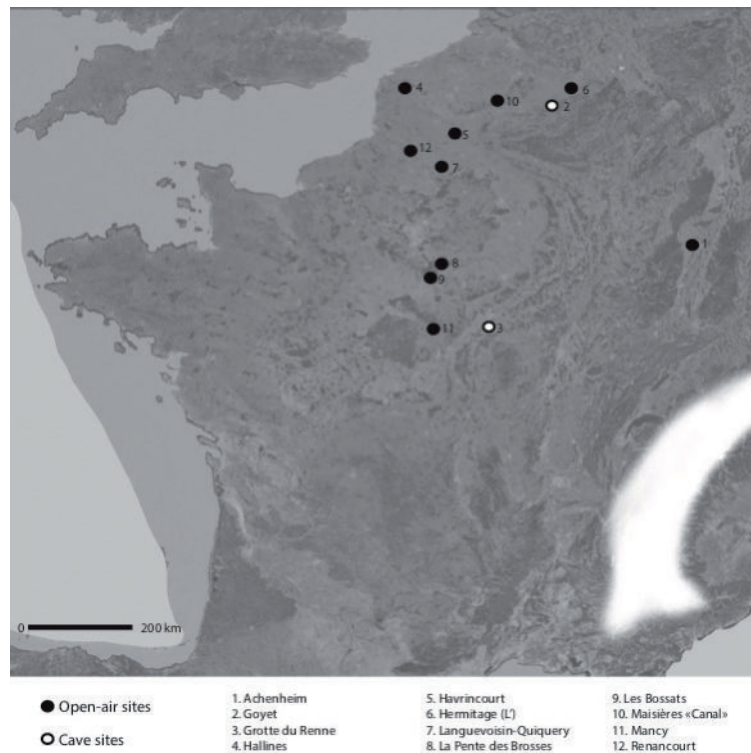 4
6
10
2
5
12
7
1
8
9
11
3
0 200 km
Open-air sites
Cave sites
1. Achenheim
2. Goyet
3. Grotte du Renne
4. Hallines
5. Havrincourt
6. Hermitage (L')
7. Languevoisin-Quiquery
8. La Pente des Brosses
9. Les Bossats
10. Maisières «Canal»
11. Mancy
12. Renancourt